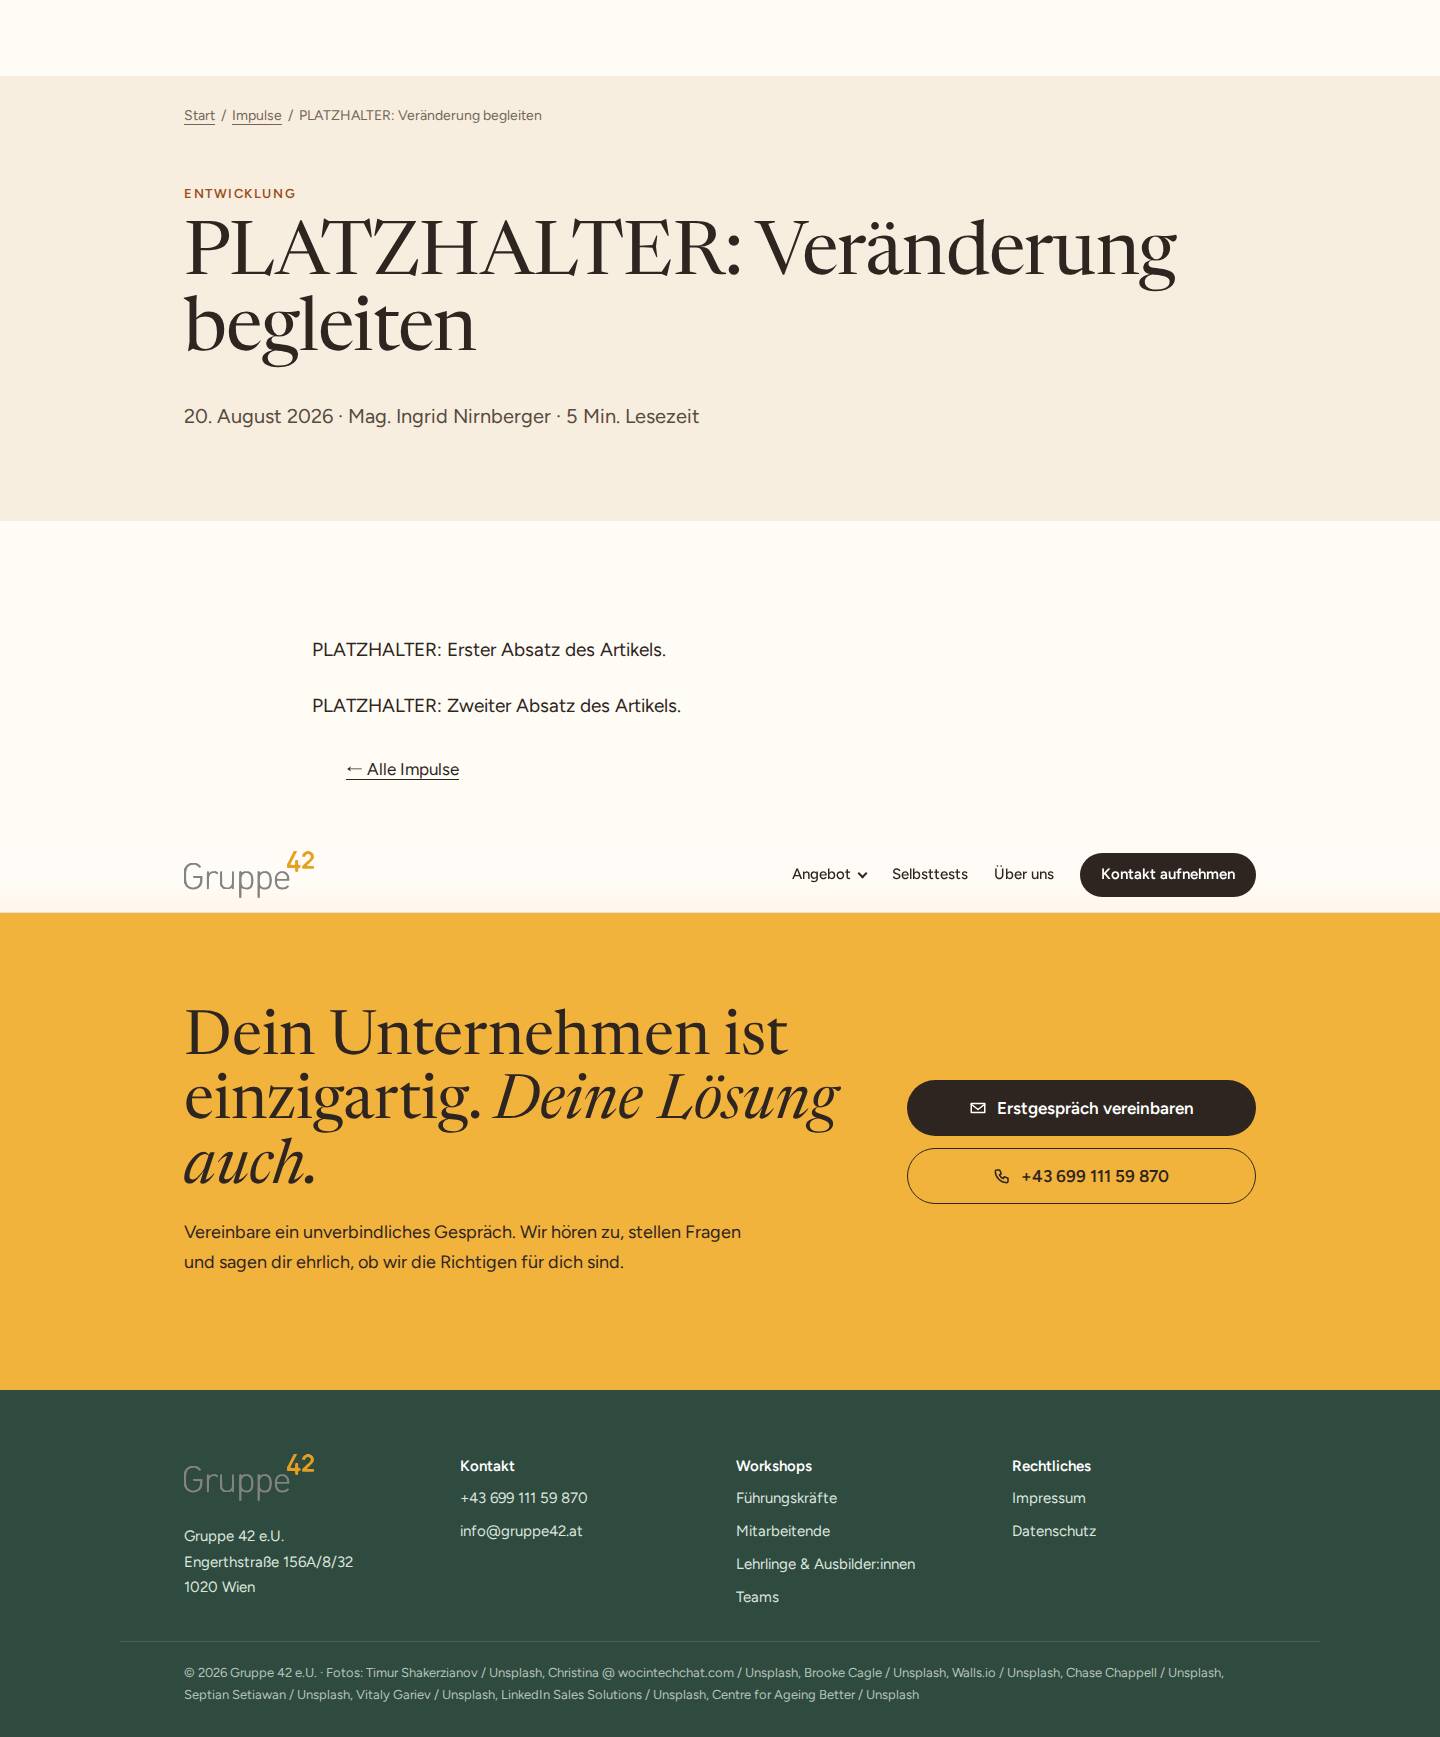 Start / Impulse / PLATZHALTER: Veränderung begleiten
ENTWICKLUNG
PLATZHALTER: Veränderung
begleiten
20. August 2026 · Mag. Ingrid Nirnberger · 5 Min. Lesezeit
PLATZHALTER: Erster Absatz des Artikels.
PLATZHALTER: Zweiter Absatz des Artikels.
← Alle Impulse
Gruppe 42
Angebot
Selbsttests
Über uns
Kontakt aufnehmen
Dein Unternehmen ist
einzigartig. Deine Lösung
auch.
Vereinbare ein unverbindliches Gespräch. Wir hören zu, stellen Fragen
und sagen dir ehrlich, ob wir die Richtigen für dich sind.
Erstgespräch vereinbaren
+43 699 111 59 870
Gruppe 42
Gruppe 42 e.U.
Engerthstraße 156A/8/32
1020 Wien
Kontakt
+43 699 111 59 870
info@gruppe42.at
Workshops
Führungskräfte
Mitarbeitende
Lehrlinge & Ausbilder:innen
Teams
Rechtliches
Impressum
Datenschutz
© 2026 Gruppe 42 e.U. · Fotos: Timur Shakerzianov / Unsplash, Christina @ wocintechchat.com / Unsplash, Brooke Cagle / Unsplash, Walls.io / Unsplash, Chase Chappell / Unsplash,
Septian Setiawan / Unsplash, Vitaly Gariev / Unsplash, LinkedIn Sales Solutions / Unsplash, Centre for Ageing Better / Unsplash